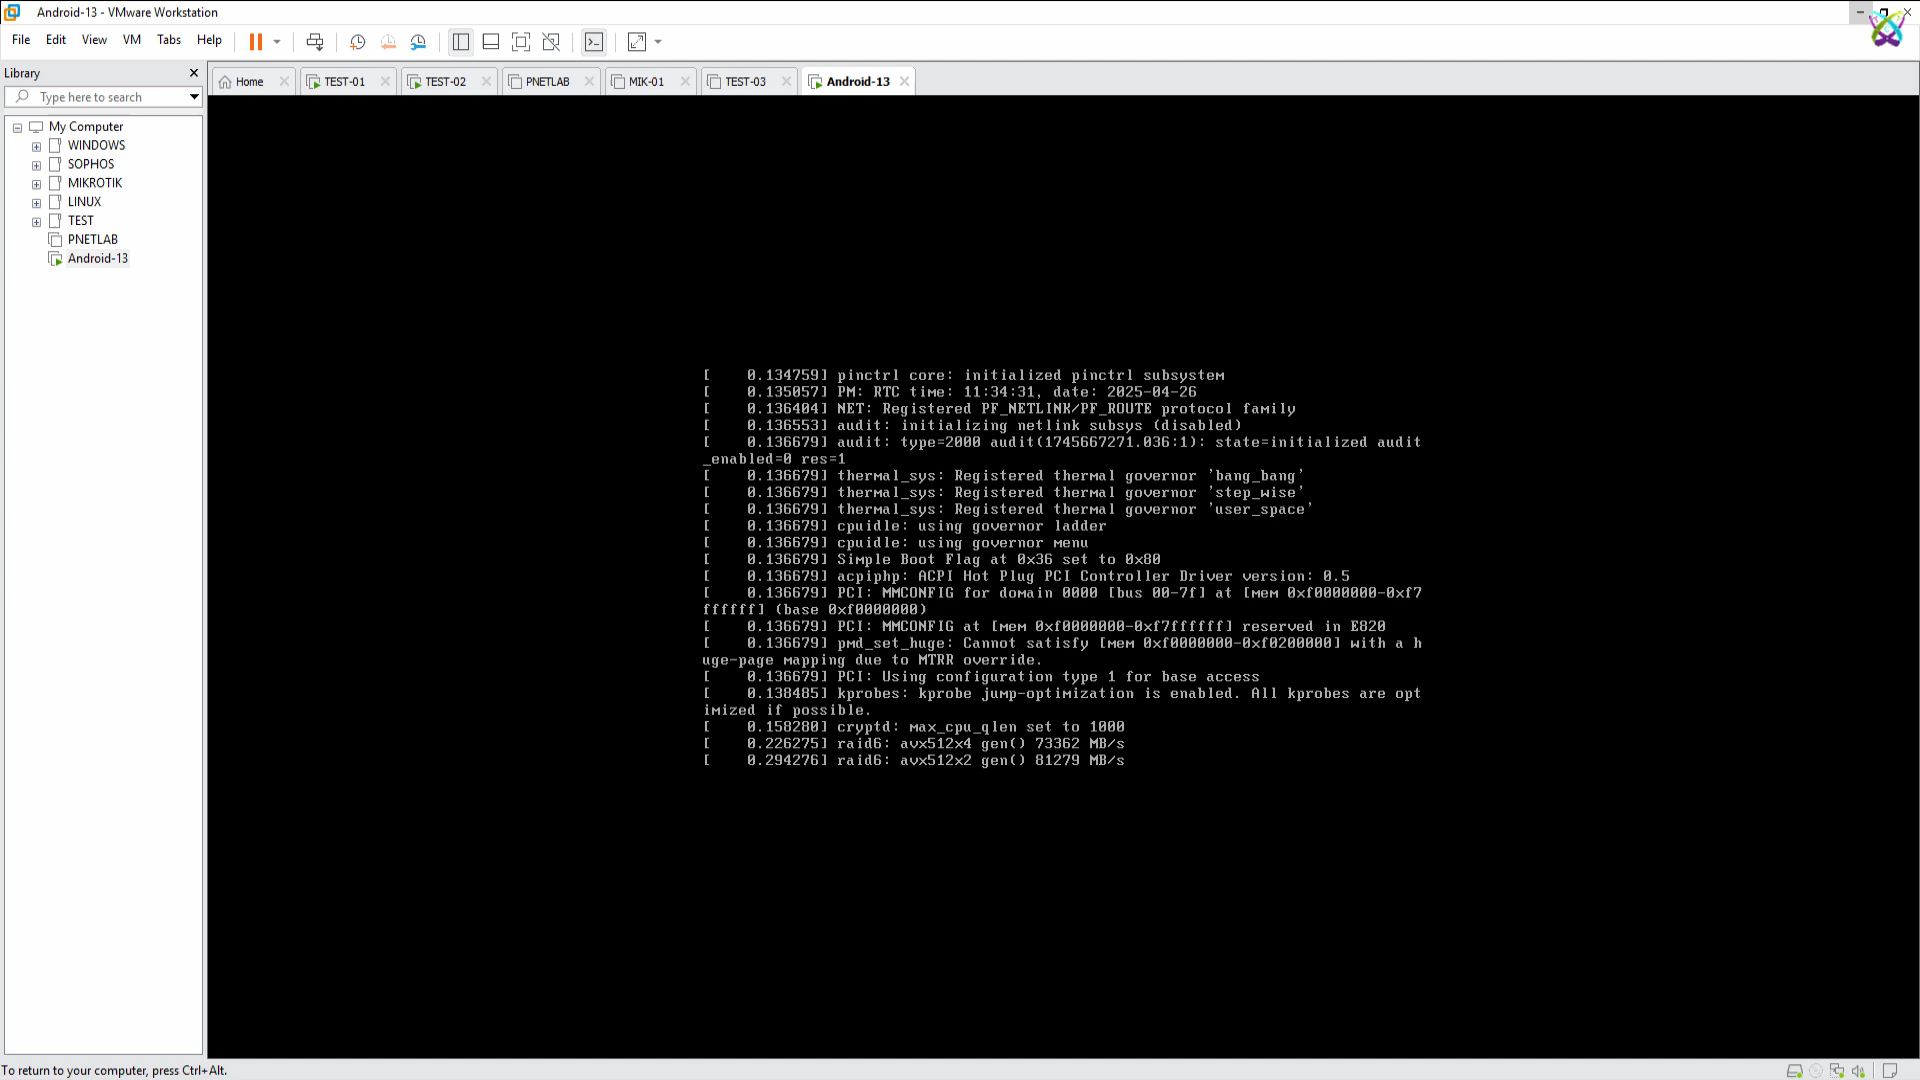 Android-13 - VMware Workstation
File Edit View VM Tabs Help
Library
Type here to search
My Computer
WINDOWS
SOPHOS
MIKROTIK
LINUX
TEST
PNETLAB
Android-13
Home TEST-01 TEST-02 PNETLAB MIK-01 TEST-03 Android-13
[    0.134759] pinctrl core: initialized pinctrl subsystem
[    0.135057] PM: RTC time: 11:34:31, date: 2025-04-26
[    0.136404] NET: Registered PF_NETLINK/PF_ROUTE protocol family
[    0.136553] audit: initializing netlink subsys (disabled)
[    0.136679] audit: type=2000 audit(1745667271.036:1): state=initialized audit
_enabled=0 res=1
[    0.136679] thermal_sys: Registered thermal governor 'bang_bang'
[    0.136679] thermal_sys: Registered thermal governor 'step_wise'
[    0.136679] thermal_sys: Registered thermal governor 'user_space'
[    0.136679] cpuidle: using governor ladder
[    0.136679] cpuidle: using governor menu
[    0.136679] Simple Boot Flag at 0x36 set to 0x80
[    0.136679] acpiphp: ACPI Hot Plug PCI Controller Driver version: 0.5
[    0.136679] PCI: MMCONFIG for domain 0000 [bus 00-7f] at [mem 0xf0000000-0xf7
ffffff] (base 0xf0000000)
[    0.136679] PCI: MMCONFIG at [mem 0xf0000000-0xf7ffffff] reserved in E820
[    0.136679] pmd_set_huge: Cannot satisfy [mem 0xf0000000-0xf0200000] with a h
uge-page mapping due to MTRR override.
[    0.136679] PCI: Using configuration type 1 for base access
[    0.138485] kprobes: kprobe jump-optimization is enabled. All kprobes are opt
imized if possible.
[    0.158280] cryptd: max_cpu_qlen set to 1000
[    0.226275] raid6: avx512x4 gen() 73362 MB/s
[    0.294276] raid6: avx512x2 gen() 81279 MB/s
To return to your computer, press Ctrl+Alt.